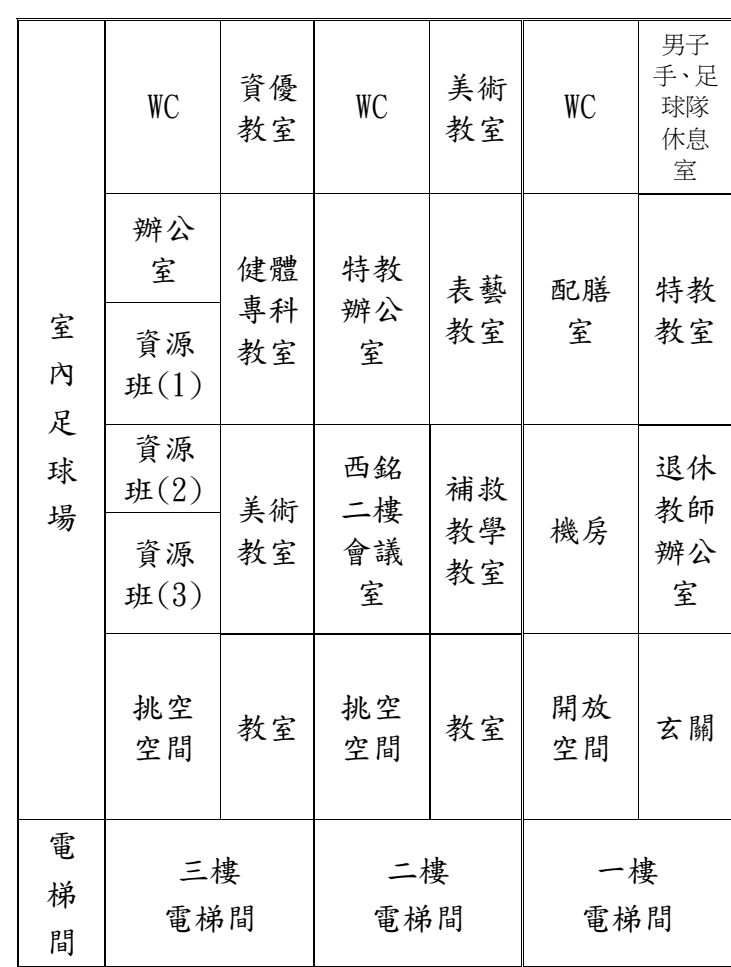 WC
資優
教室
WC
美術
教室
WC
男子
手、足
球隊
休息
室
室
內
足
球
場
辦公
室
健體
專科
教室
特教
辦公
室
表藝
教室
配膳
室
特教
教室
資源
班(1)
資源
班(2)
美術
教室
西銘
二樓
會議
室
補救
教學
教室
機房
退休
教師
辦公
室
資源
班(3)
挑空
空間
教室
挑空
空間
教室
開放
空間
玄關
電
梯
間
三樓
電梯間
二樓
電梯間
一樓
電梯間